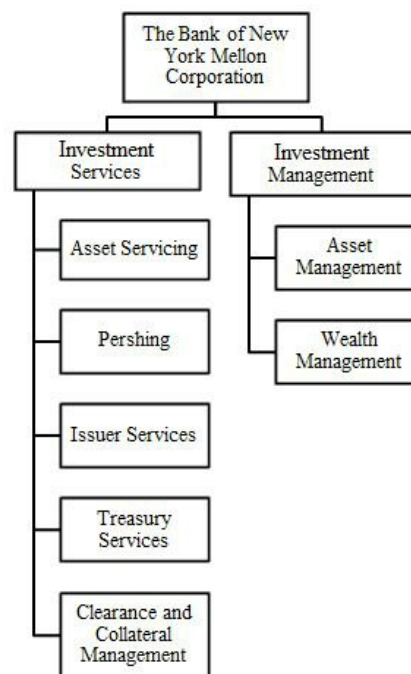 The Bank of New
York Mellon
Corporation
Investment
Services
Investment
Management
Asset Servicing
Pershing
Issuer Services
Treasury
Services
Clearance and
Collateral
Management
Asset
Management
Wealth
Management